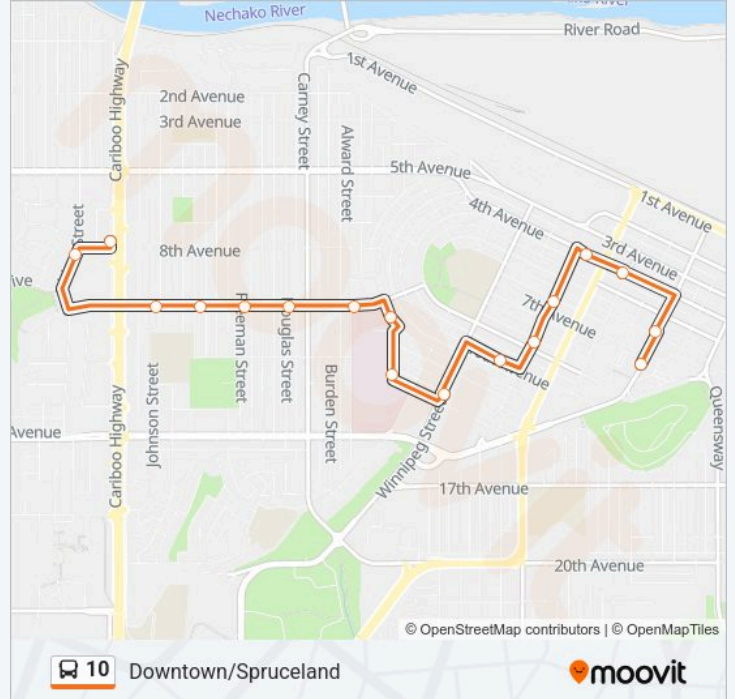 Nechako River
River Road
1st Avenue
Cariboo Highway
2nd Avenue
3rd Avenue
Carney Street
Alward Street
5th Avenue
4th Avenue
1st Avenue
Street
8th Avenue
3rd Avenue
ive
7th Avenue
Freeman Street
Douglas Street
Avenue
Burden Street
Johnson Street
Cariboo Highway
Avenue
Winnipeg Street
Queensway
17th Avenue
20th Avenue
© OpenStreetMap contributors | © OpenMapTiles
10 Downtown/Spruceland
moovit